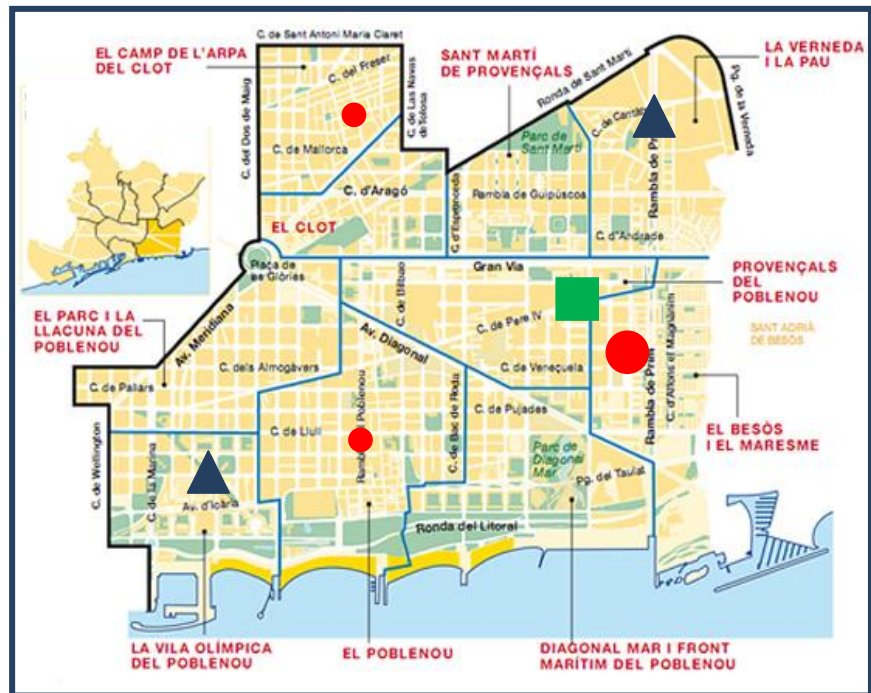 C. de Sant Antoni Maria Claret
EL CAMP DE L'ARPA
DEL CLOT
SANT MARTÍ
DE PROVENÇALS
LA VERNEDA
I LA PAU
C. del Freser
Ronda de Sant Martí
Pg. de la Verneda
C. del Dos de Maig
C. de Las Navas
de Tolosa
Parc de
Sant Martí
C. de Mallorca
C. d'Aragó
Rambla de Guipúscoa
EL CLOT
C. d'Espronceda
C. d'Andrade
Plaça de
les Glòries
Gran Via
PROVENÇALS
DEL
POBLENOU
C. de Bilbao
EL PARC I LA
LLACUNA DEL
POBLENOU
Av. Meridiana
Av. Diagonal
C. de Pere IV
SANT ADRIÀ
DE BESÒS
C. dels Almogàvers
C. de Veneçuela
Rambla de Prim
C. d'Alfons el Magnànim
C. de Pallars
C. de Pujades
C. de Llull
C. de Bac de Roda
EL BESÒS
I EL MARESME
C. de Wellington
C. de la Marina
Parc de
Diagonal
Mar
Pg. del Taulat
Av. d'Icària
Ronda del Litoral
LA VILA OLÍMPICA
DEL POBLENOU
EL POBLENOU
DIAGONAL MAR I FRONT
MARÍTIM DEL POBLENOU